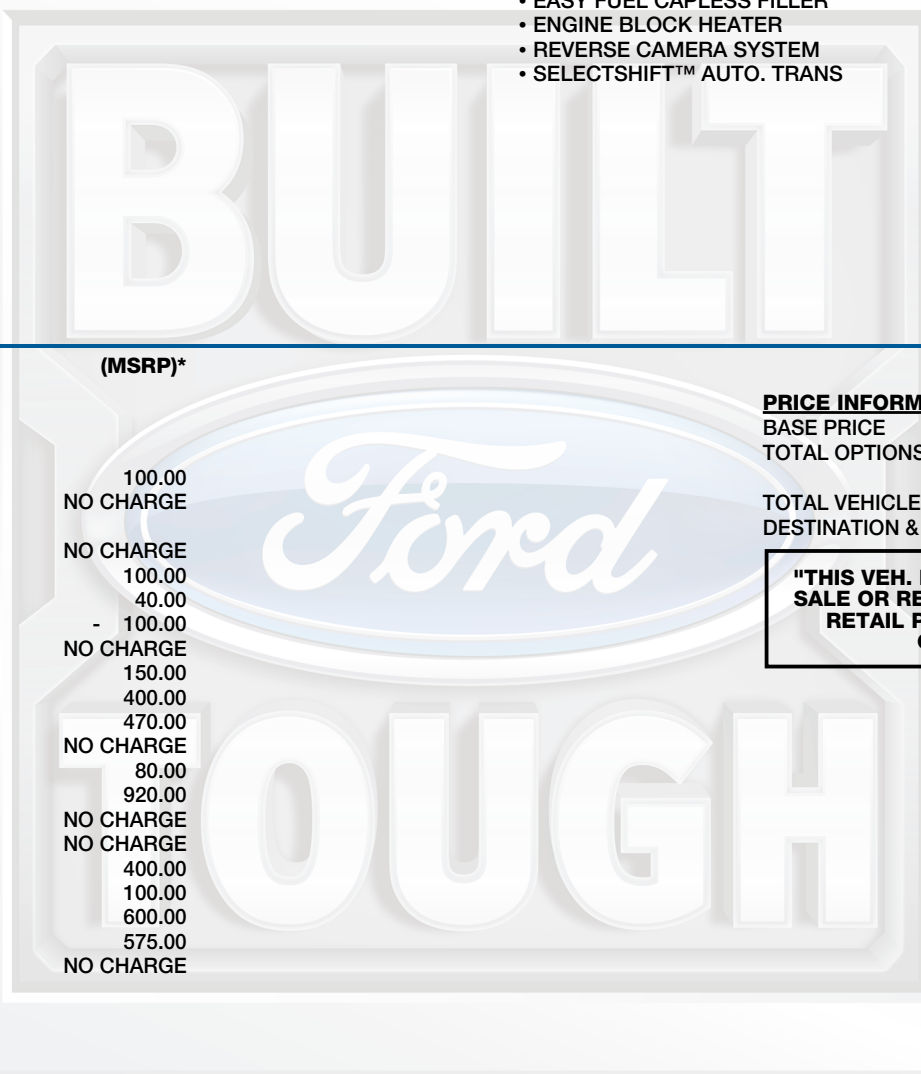 • EASY FUEL CAPLESS FILLER
• ENGINE BLOCK HEATER
• REVERSE CAMERA SYSTEM
• SELECTSHIFT™ AUTO. TRANS
BUILT
(MSRP)*
PRICE INFORM
BASE PRICE
TOTAL OPTIONS
TOTAL VEHICLE
DESTINATION &
"THIS VEH.
SALE OR RE
RETAIL P
Ford
100.00
NO CHARGE
NO CHARGE
100.00
40.00
- 100.00
NO CHARGE
150.00
400.00
470.00
NO CHARGE
80.00
920.00
NO CHARGE
NO CHARGE
400.00
100.00
600.00
575.00
NO CHARGE
TOUGH